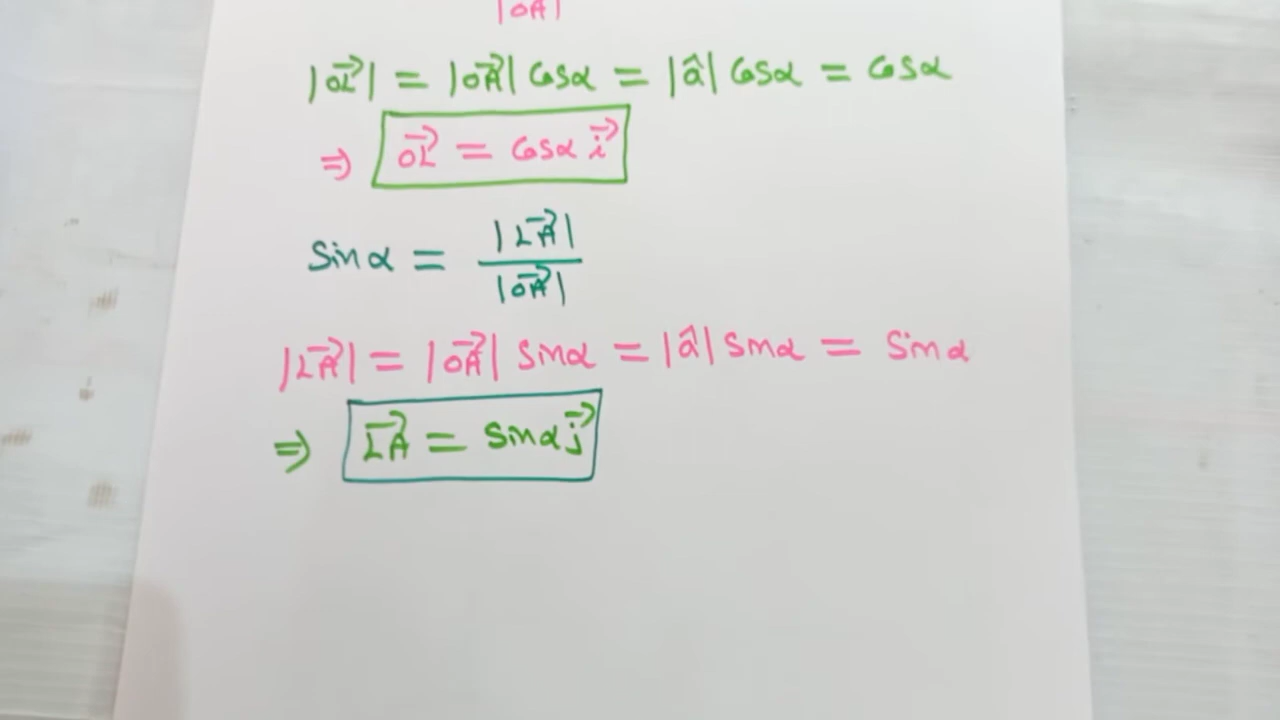 |OA|
|OL⃗| = |OA⃗| Cosα = |â| Cosα = Cosα
⇒ OL⃗ = Cosα i⃗
Sinα = |LA⃗| / |OA⃗|
|LA⃗| = |OA⃗| Sinα = |â| Sinα = Sinα
⇒ LA⃗ = Sinα j⃗